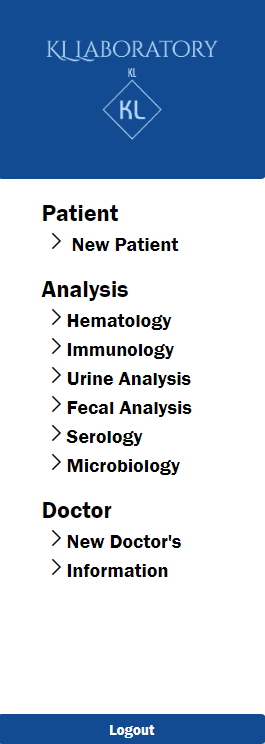 KL LABORATORY
KL
KL
Patient
New Patient
Analysis
Hematology
Immunology
Urine Analysis
Fecal Analysis
Serology
Microbiology
Doctor
New Doctor's
Information
Logout